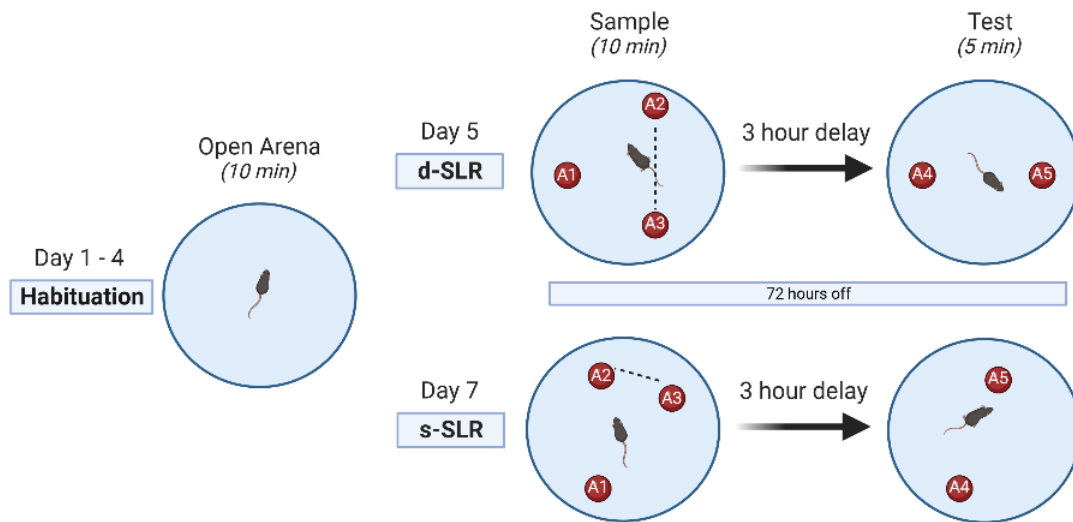 Sample
(10 min)
Test
(5 min)
Open Arena
(10 min)
Day 1 - 4
Habituation
Day 5
d-SLR
A1
A2
A3
3 hour delay
A4
A5
72 hours off
Day 7
s-SLR
A2
A3
A1
3 hour delay
A5
A4